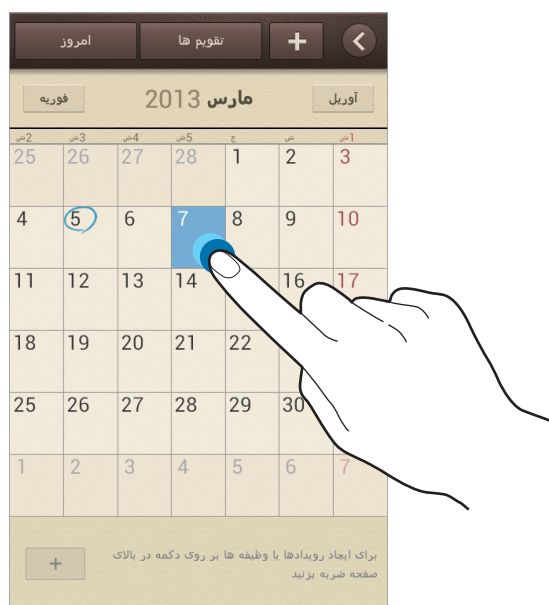 + تقویم ها امروز
آوریل مارس 2013 فوریه
2ش 3ش 4ش 5ش ج ش 1ش
25 26 27 28 1 2 3
4 5 6 7 8 9 10
11 12 13 14 16 17
18 19 20 21 22
25 26 27 28 29 30
1 2 3 4 5 6 7
برای ایجاد رویدادها یا وظیفه ها بر روی دکمه در بالای
صفحه ضربه بزنید
+